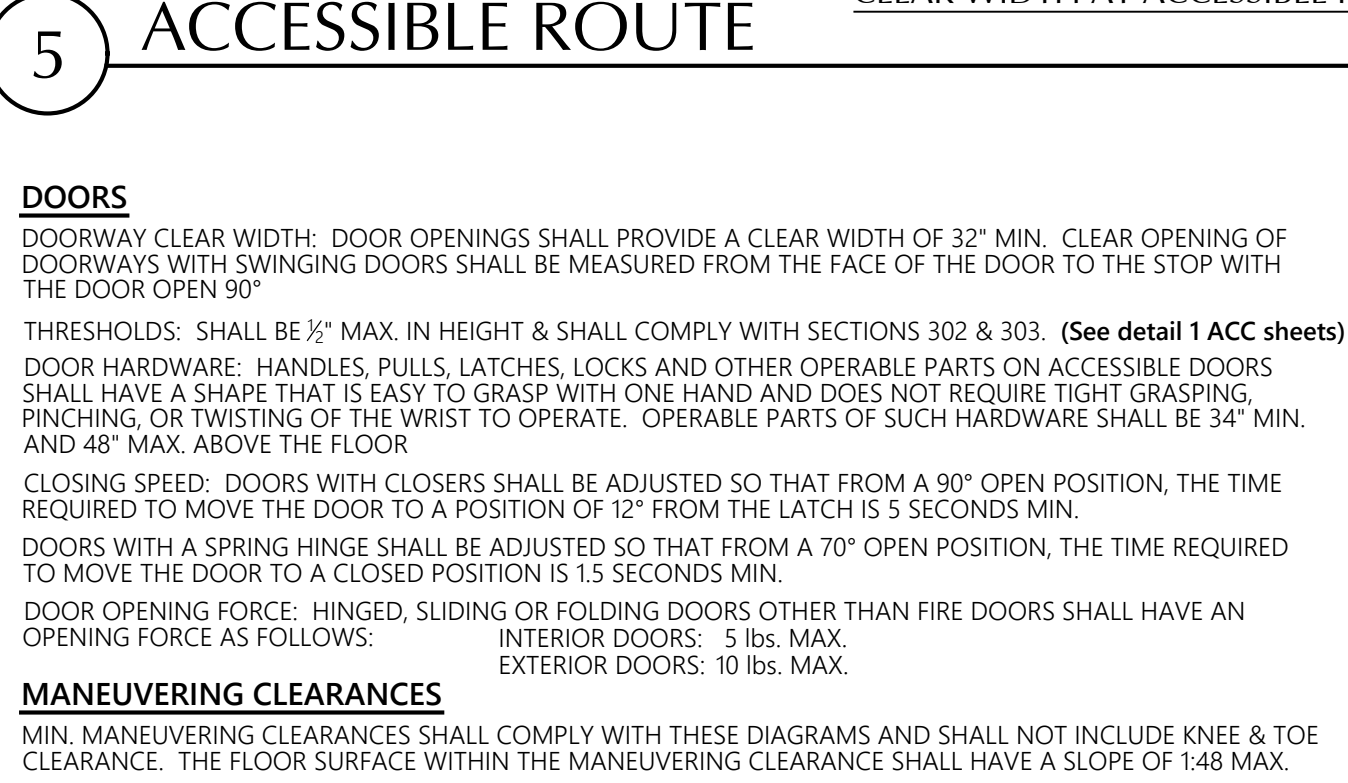 5
ACCESSIBLE ROUTE
DOORS
DOORWAY CLEAR WIDTH: DOOR OPENINGS SHALL PROVIDE A CLEAR WIDTH OF 32" MIN. CLEAR OPENING OF
DOORWAYS WITH SWINGING DOORS SHALL BE MEASURED FROM THE FACE OF THE DOOR TO THE STOP WITH
THE DOOR OPEN 90°
THRESHOLDS: SHALL BE ½" MAX. IN HEIGHT & SHALL COMPLY WITH SECTIONS 302 & 303. (See detail 1 ACC sheets)
DOOR HARDWARE: HANDLES, PULLS, LATCHES, LOCKS AND OTHER OPERABLE PARTS ON ACCESSIBLE DOORS
SHALL HAVE A SHAPE THAT IS EASY TO GRASP WITH ONE HAND AND DOES NOT REQUIRE TIGHT GRASPING,
PINCHING, OR TWISTING OF THE WRIST TO OPERATE. OPERABLE PARTS OF SUCH HARDWARE SHALL BE 34" MIN.
AND 48" MAX. ABOVE THE FLOOR
CLOSING SPEED: DOORS WITH CLOSERS SHALL BE ADJUSTED SO THAT FROM A 90° OPEN POSITION, THE TIME
REQUIRED TO MOVE THE DOOR TO A POSITION OF 12° FROM THE LATCH IS 5 SECONDS MIN.
DOORS WITH A SPRING HINGE SHALL BE ADJUSTED SO THAT FROM A 70° OPEN POSITION, THE TIME REQUIRED
TO MOVE THE DOOR TO A CLOSED POSITION IS 1.5 SECONDS MIN.
DOOR OPENING FORCE: HINGED, SLIDING OR FOLDING DOORS OTHER THAN FIRE DOORS SHALL HAVE AN
OPENING FORCE AS FOLLOWS: INTERIOR DOORS: 5 lbs. MAX.
EXTERIOR DOORS: 10 lbs. MAX.
MANEUVERING CLEARANCES
MIN. MANEUVERING CLEARANCES SHALL COMPLY WITH THESE DIAGRAMS AND SHALL NOT INCLUDE KNEE & TOE
CLEARANCE. THE FLOOR SURFACE WITHIN THE MANEUVERING CLEARANCE SHALL HAVE A SLOPE OF 1:48 MAX.